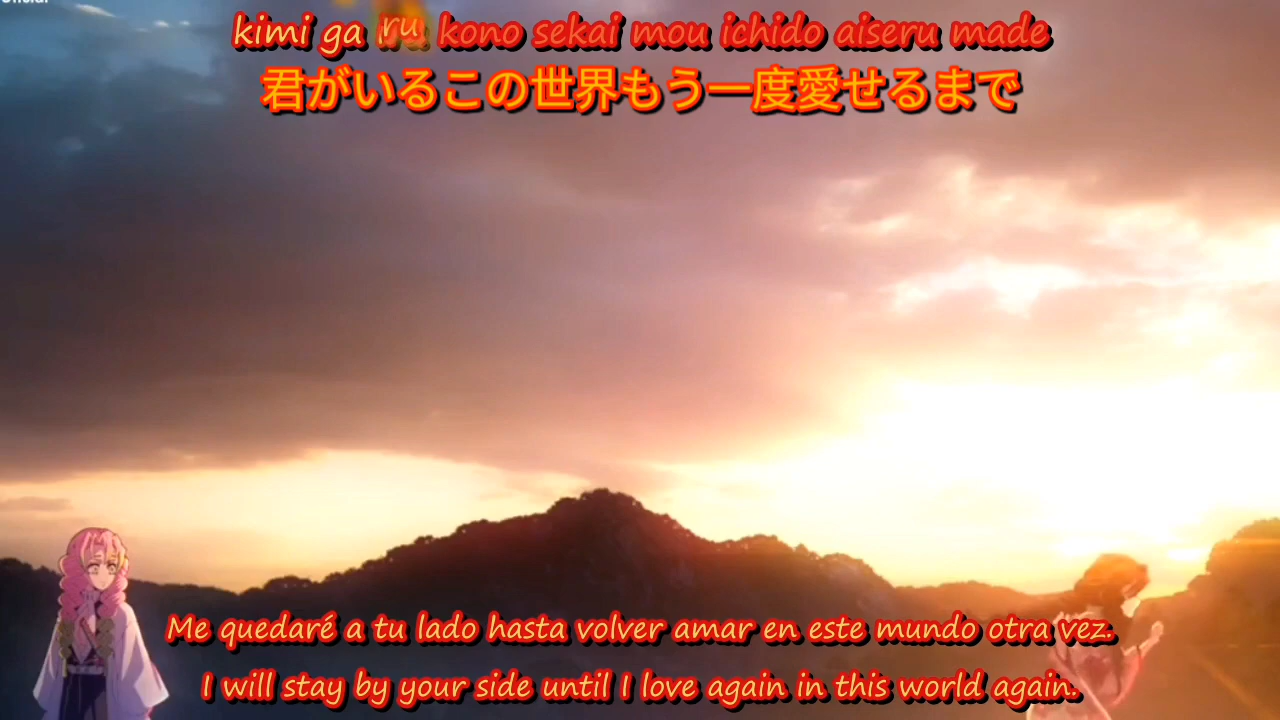 kimi ga ru kono sekai mou ichido aiseru made
君がいるこの世界もう一度愛せるまで
Me quedaré a tu lado hasta volver amar en este mundo otra vez.
I will stay by your side until I love again in this world again.